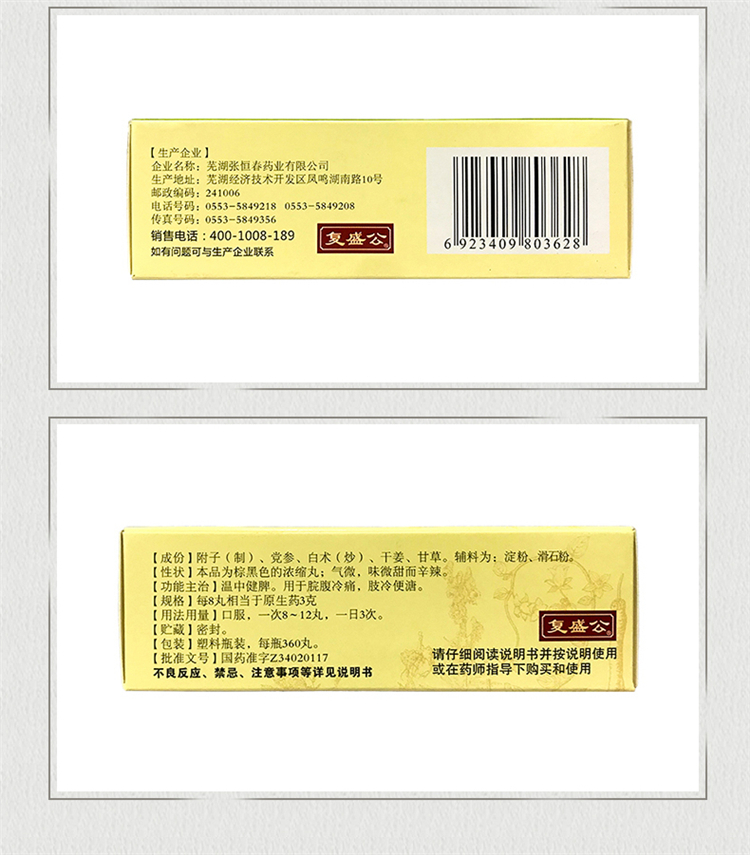 【生产企业】
企业名称：芜湖张恒春药业有限公司
生产地址：芜湖经济技术开发区凤鸣湖南路10号
邮政编码：241006
电话号码：0553-5849218 0553-5849208
传真号码：0553-5849356
销售电话：400-1008-189
如有问题可与生产企业联系
复盛公®
6 923409 803628
【成份】附子（制）、党参、白术（炒）、干姜、甘草。辅料为：淀粉、滑石粉。
【性状】本品为棕黑色的浓缩丸；气微，味微甜而辛辣。
【功能主治】温中健脾。用于脘腹冷痛，肢冷便溏。
【规格】每8丸相当于原生药3克
【用法用量】口服，一次8～12丸，一日3次。
【贮藏】密封。
【包装】塑料瓶装，每瓶360丸。
【批准文号】国药准字Z34020117
不良反应、禁忌、注意事项等详见说明书
复盛公®
请仔细阅读说明书并按说明使用
或在药师指导下购买和使用